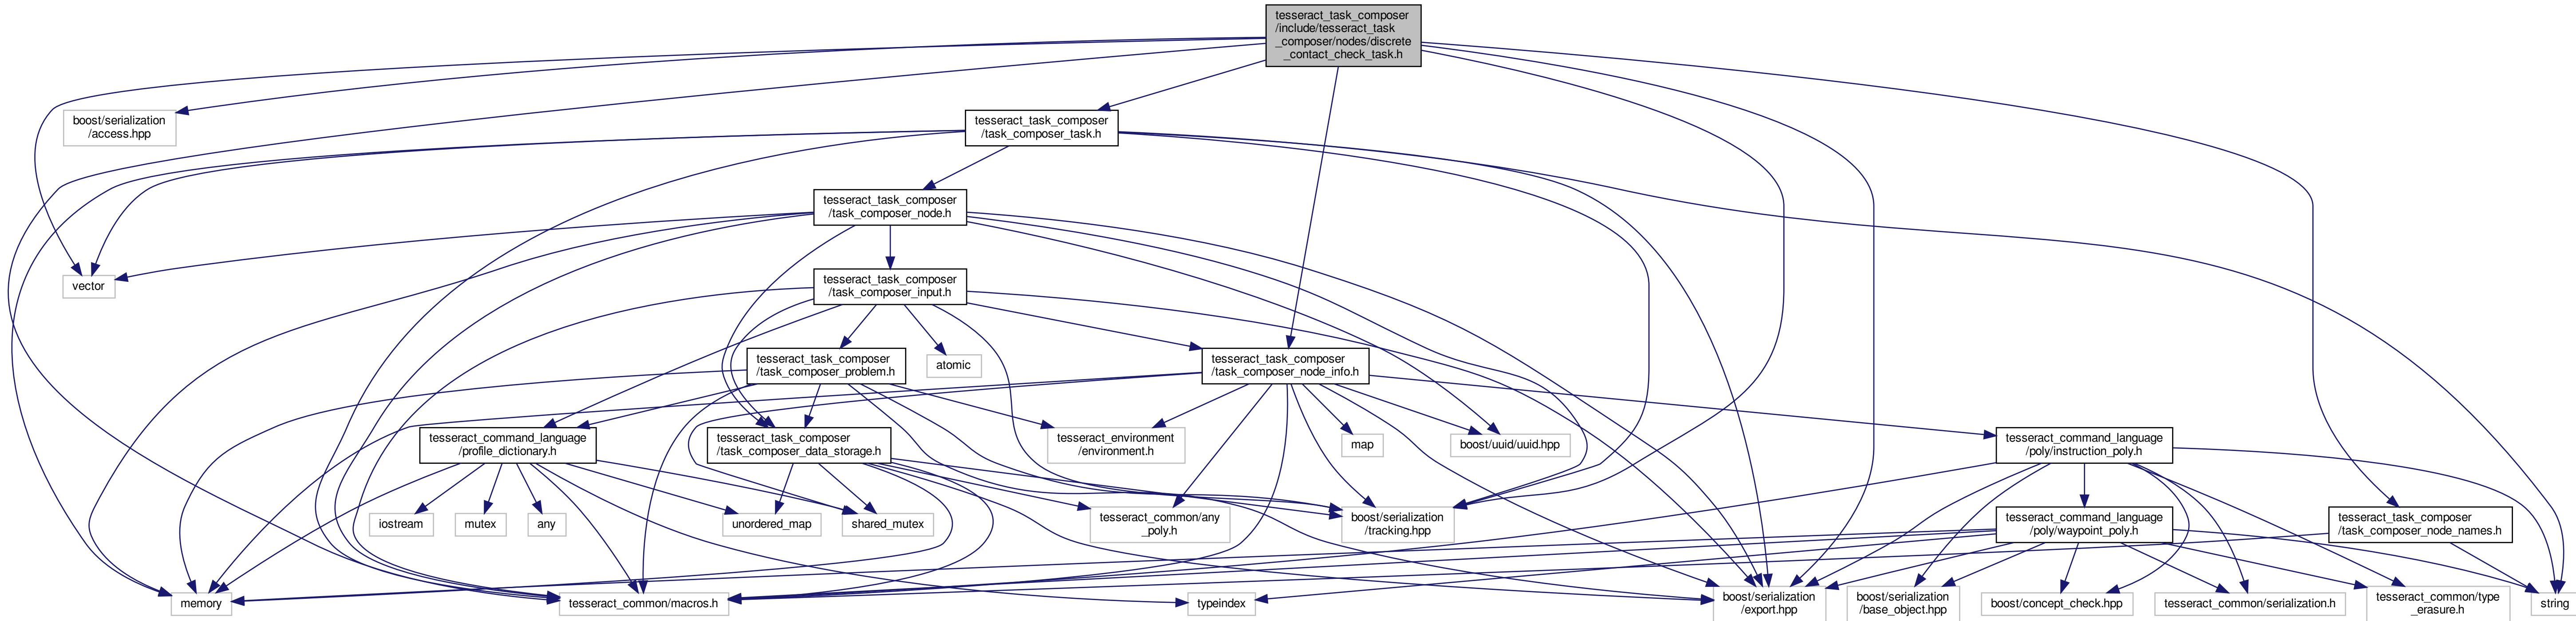 tesseract_task_composer
/include/tesseract_task
_composer/nodes/discrete
_contact_check_task.h
boost/serialization
/access.hpp
tesseract_task_composer
/task_composer_task.h
tesseract_task_composer
/task_composer_node.h
vector
tesseract_task_composer
/task_composer_input.h
tesseract_task_composer
/task_composer_problem.h
atomic
tesseract_task_composer
/task_composer_node_info.h
tesseract_command_language
/profile_dictionary.h
tesseract_task_composer
/task_composer_data_storage.h
tesseract_environment
/environment.h
map
boost/uuid/uuid.hpp
tesseract_command_language
/poly/instruction_poly.h
iostream
mutex
any
unordered_map
shared_mutex
tesseract_common/any
_poly.h
boost/serialization
/tracking.hpp
tesseract_command_language
/poly/waypoint_poly.h
tesseract_task_composer
/task_composer_node_names.h
memory
tesseract_common/macros.h
typeindex
boost/serialization
/export.hpp
boost/serialization
/base_object.hpp
boost/concept_check.hpp
tesseract_common/serialization.h
tesseract_common/type
_erasure.h
string